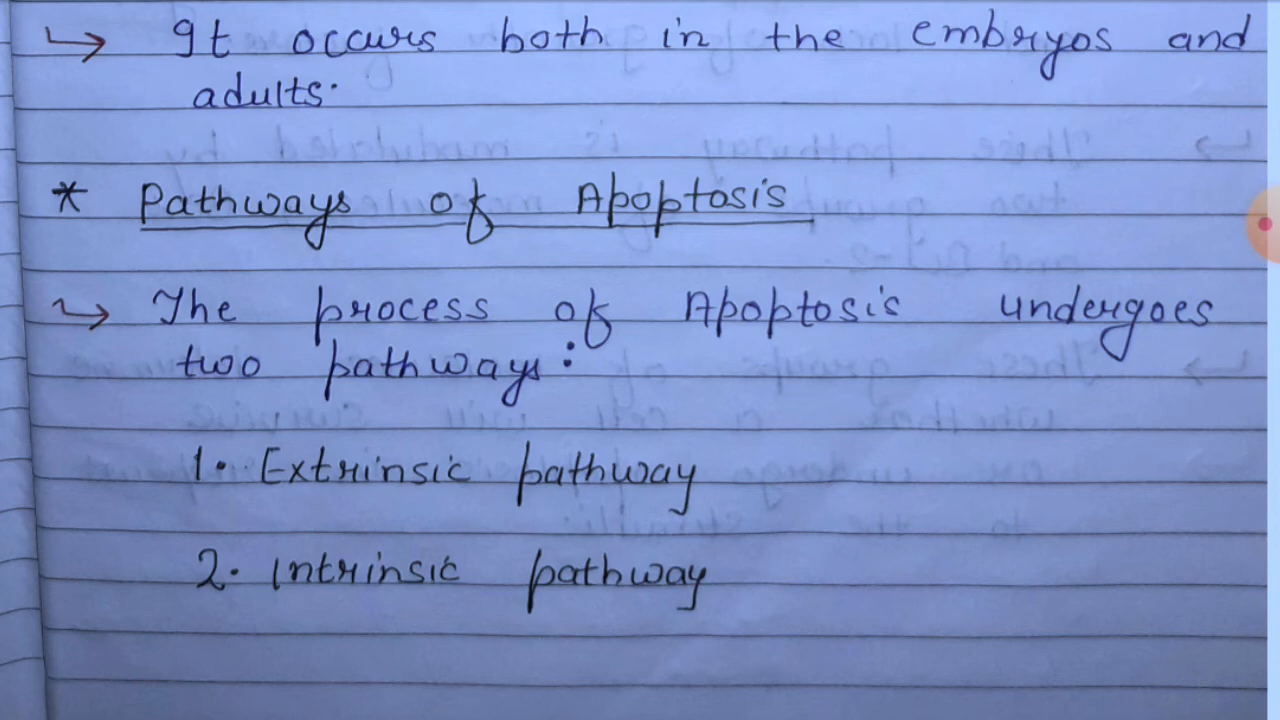 ↳ It occurs both in the embryos and
adults.
* Pathways of Apoptosis
↳ The process of Apoptosis undergoes
two pathways:
1. Extrinsic pathway
2. Intrinsic pathway